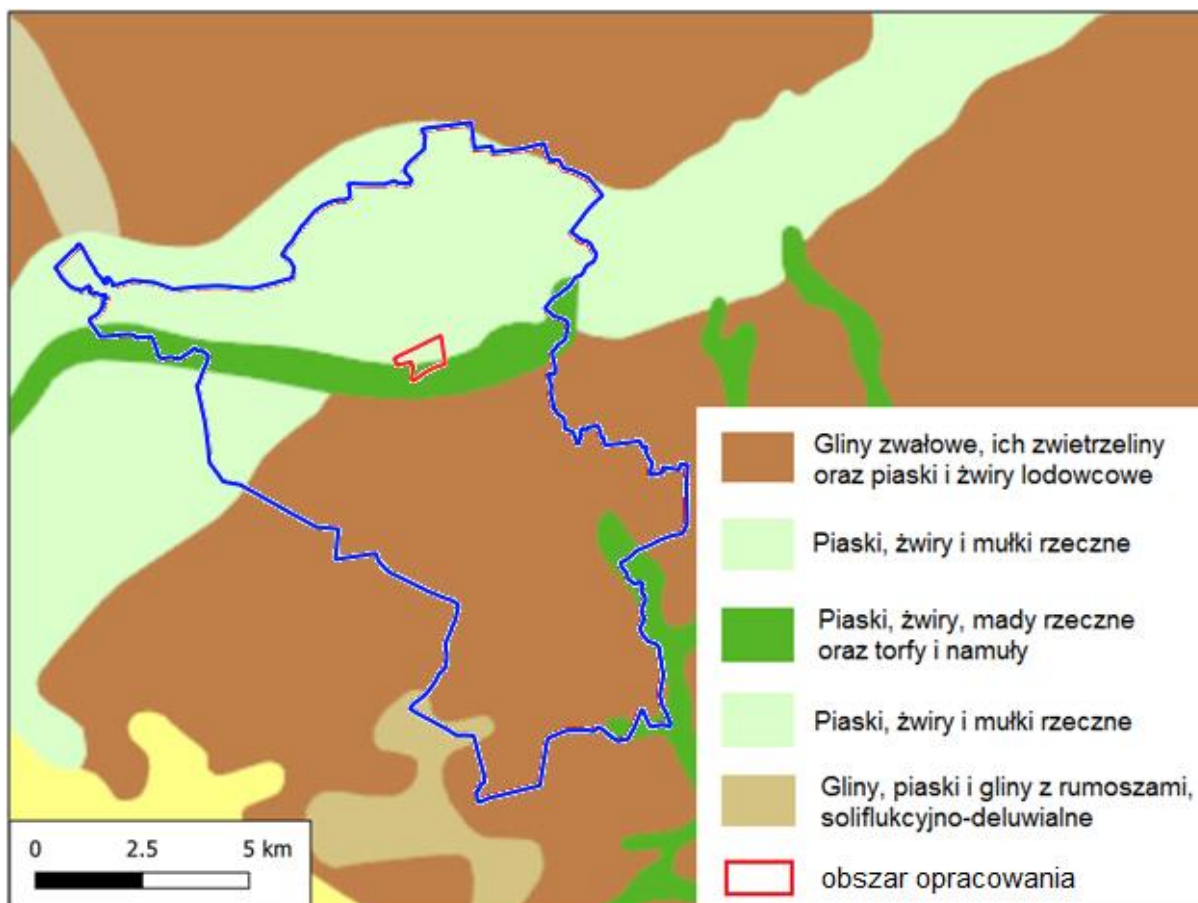 Gliny zwałowe, ich zwietrzeliny
oraz piaski i żwiry lodowcowe
Piaski, żwiry i mułki rzeczne
Piaski, żwiry, mady rzeczne
oraz torfy i namuły
Piaski, żwiry i mułki rzeczne
Gliny, piaski i gliny z rumoszami,
soliflukcyjno-deluwialne
obszar opracowania
0 2.5 5 km